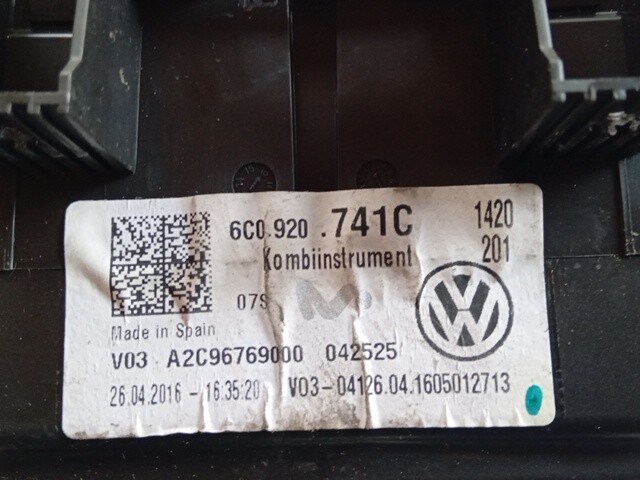 6C0.920 .741C 1420
Kombiinstrument 201
Made in Spain
V03 A2C96769000 042525
26.04.2016 - 16:35:20 V03-04126.04.1605012713